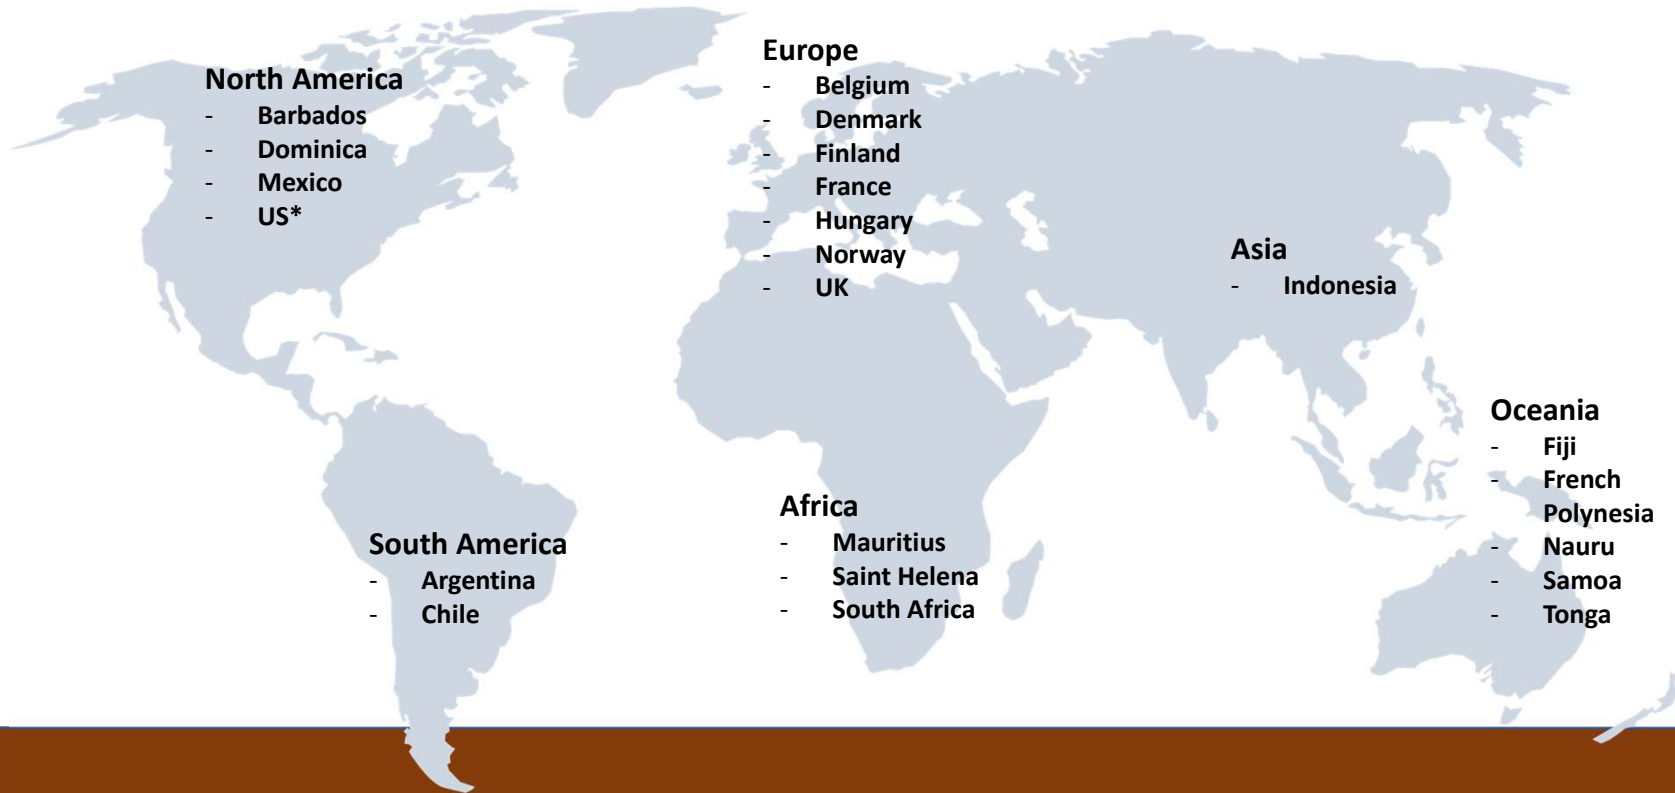 North America
- Barbados
- Dominica
- Mexico
- US*
Europe
- Belgium
- Denmark
- Finland
- France
- Hungary
- Norway
- UK
Asia
- Indonesia
South America
- Argentina
- Chile
Africa
- Mauritius
- Saint Helena
- South Africa
Oceania
- Fiji
- French
Polynesia
- Nauru
- Samoa
- Tonga